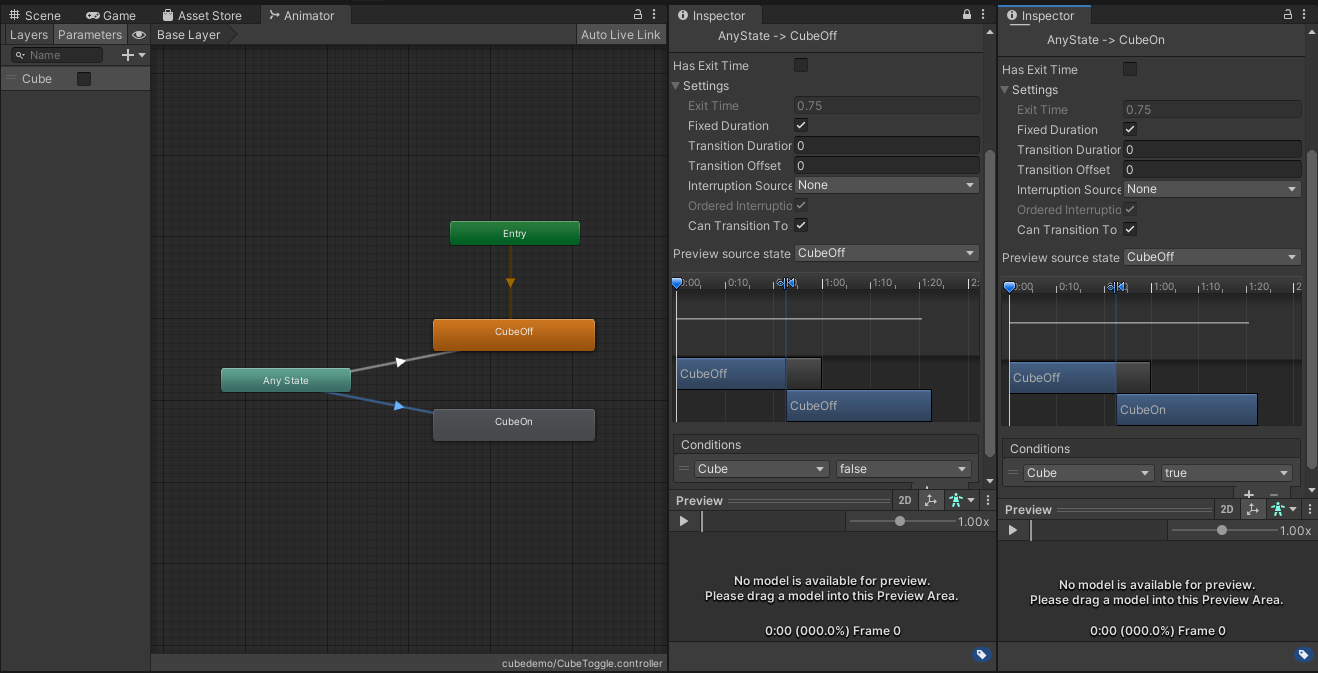 Scene Game Asset Store Animator
Layers Parameters Base Layer Auto Live Link
Name
Cube
Entry
CubeOff
Any State
CubeOn
cubedemo/CubeToggle.controller
Inspector
AnyState -> CubeOff
Has Exit Time
Settings
Exit Time 0.75
Fixed Duration
Transition Duration 0
Transition Offset 0
Interruption Source None
Ordered Interruptio
Can Transition To
Preview source state CubeOff
0:00 0:10 1:00 1:10 1:20 2:
CubeOff
CubeOff
Conditions
Cube false
Preview 2D
1.00x
No model is available for preview.
Please drag a model into this Preview Area.
0:00 (000.0%) Frame 0
Inspector
AnyState -> CubeOn
Has Exit Time
Settings
Exit Time 0.75
Fixed Duration
Transition Duration 0
Transition Offset 0
Interruption Source None
Ordered Interruptio
Can Transition To
Preview source state CubeOff
0:00 0:10 1:00 1:10 1:20 2
CubeOff
CubeOn
Conditions
Cube true
Preview 2D
1.00x
No model is available for preview.
Please drag a model into this Preview Area.
0:00 (000.0%) Frame 0